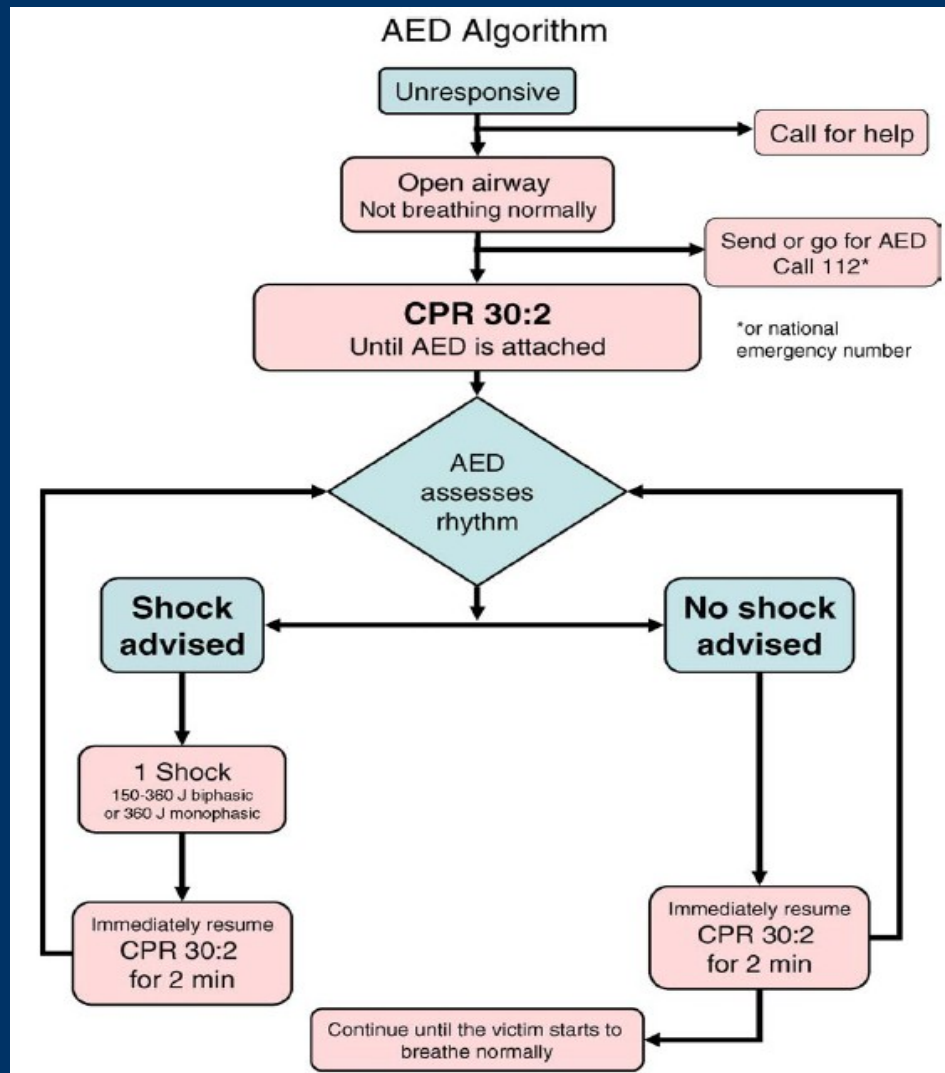 AED Algorithm
Unresponsive
Call for help
Open airway
Not breathing normally
Send or go for AED
Call 112*
CPR 30:2
Until AED is attached
*or national
emergency number
AED
assesses
rhythm
Shock
advised
No shock
advised
1 Shock
150-360 J biphasic
or 360 J monophasic
Immediately resume
CPR 30:2
for 2 min
Immediately resume
CPR 30:2
for 2 min
Continue until the victim starts to
breathe normally